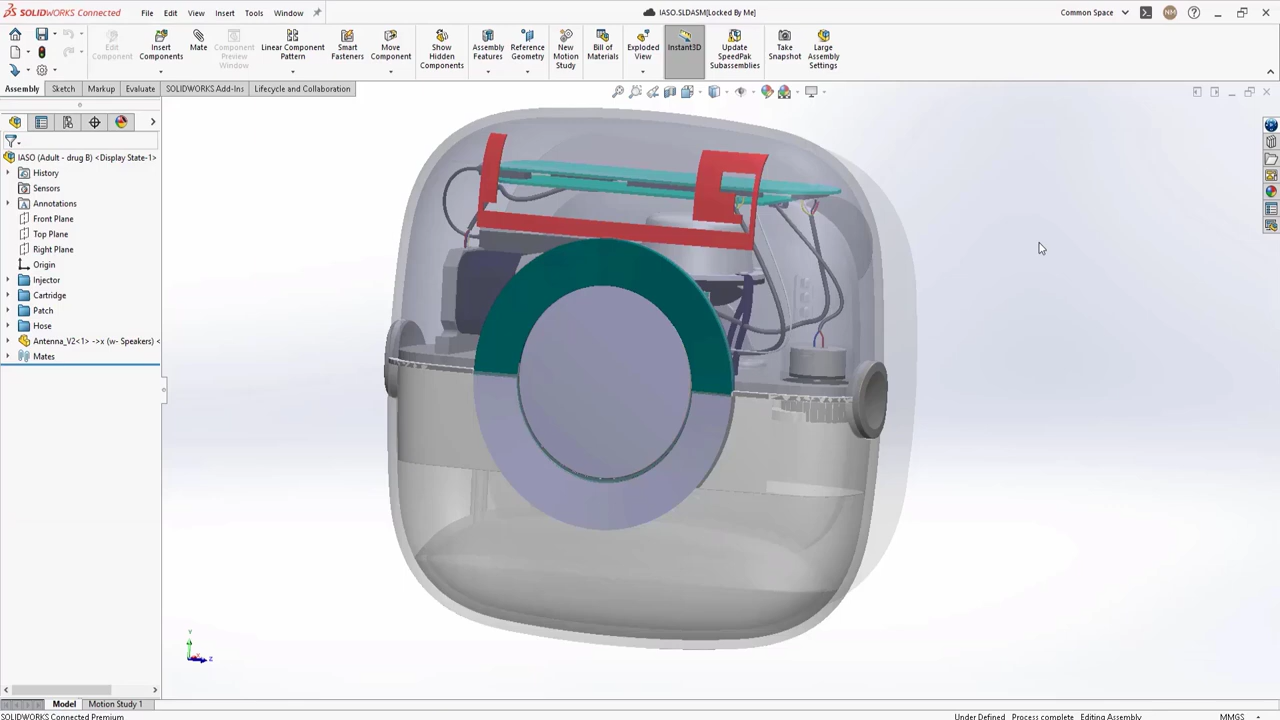 SOLIDWORKS Connected
File Edit View Insert Tools Window
IASO.SLDASM[Locked By Me]
Common Space
NM
Edit Component
Insert Components
Mate
Component Preview Window
Linear Component Pattern
Smart Fasteners
Move Component
Show Hidden Components
Assembly Features
Reference Geometry
New Motion Study
Bill of Materials
Exploded View
Instant3D
Update SpeedPak Subassemblies
Take Snapshot
Large Assembly Settings
Assembly Sketch Markup Evaluate SOLIDWORKS Add-Ins Lifecycle and Collaboration
IASO (Adult - drug B) <Display State-1>
History
Sensors
Annotations
Front Plane
Top Plane
Right Plane
Origin
Injector
Cartridge
Patch
Hose
Antenna_V2<1> ->x (w- Speakers) <
Mates
Y
Z
Model Motion Study 1
SOLIDWORKS Connected Premium
Under Defined Process complete Editing Assembly MMGS